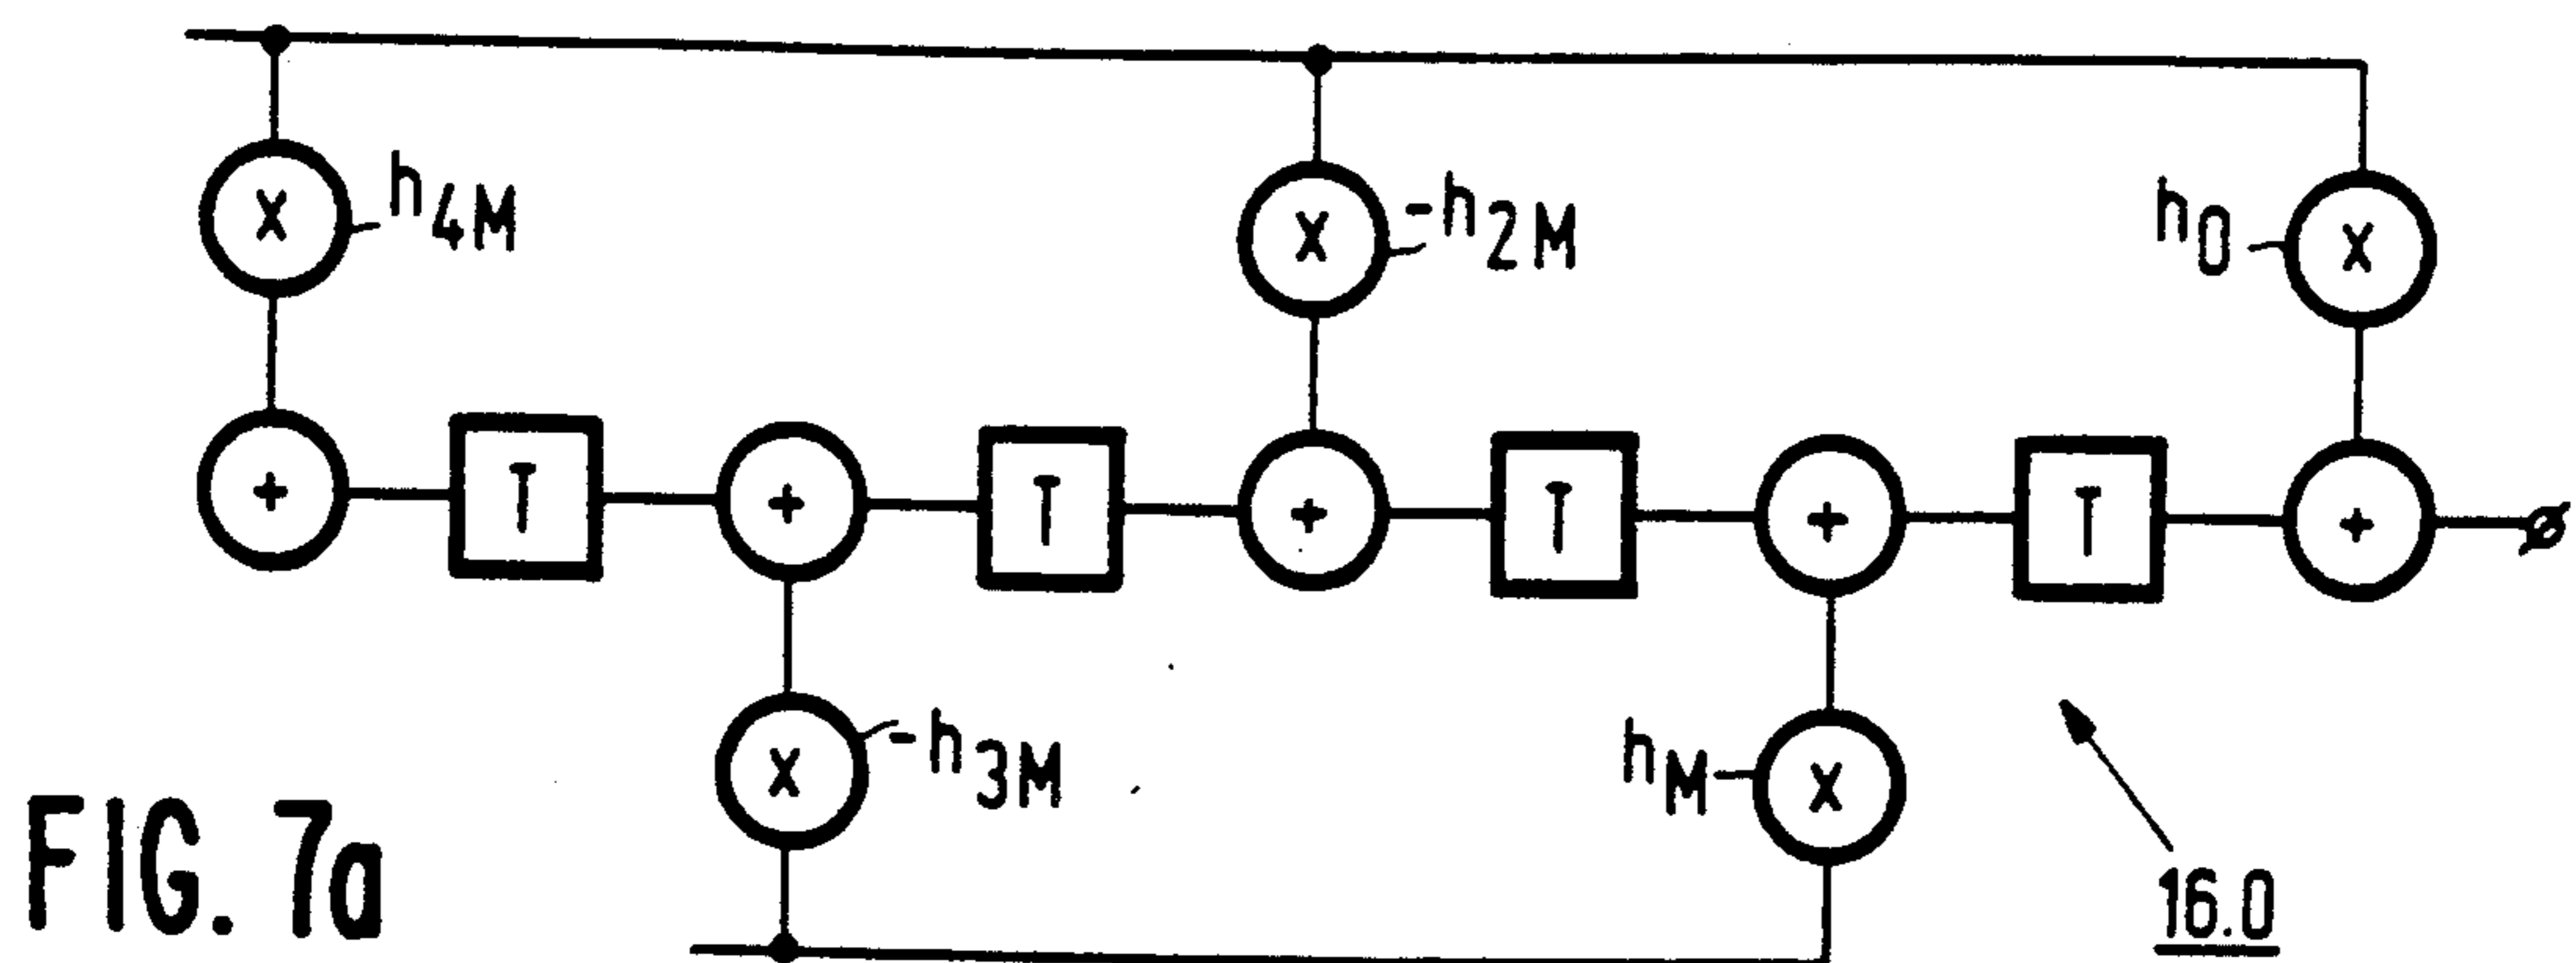 X h4M
X -h2M
h0 X
+ T + T + T + T +
X -h3M
hM X
FIG. 7a
16.0